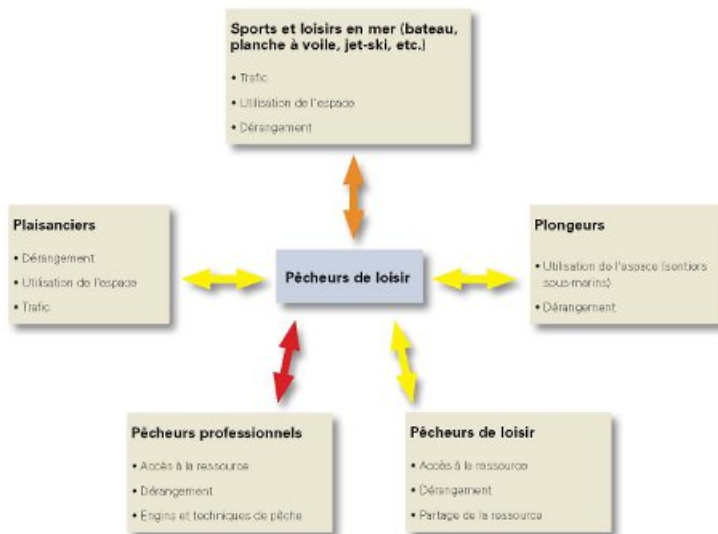 Sports et loisirs en mer (bateau,
planche à voile, jet-ski, etc.)
• Trafic
• Utilisation de l'espace
• Dérangement
Plaisanciers
• Dérangement
• Utilisation de l'espace
• Trafic
Pêcheurs de loisir
Plongeurs
• Utilisation de l'espace (sentiers
sous-marins)
• Dérangement
Pêcheurs professionnels
• Accès à la ressource
• Dérangement
• Engins et techniques de pêche
Pêcheurs de loisir
• Accès à la ressource
• Dérangement
• Partage de la ressource